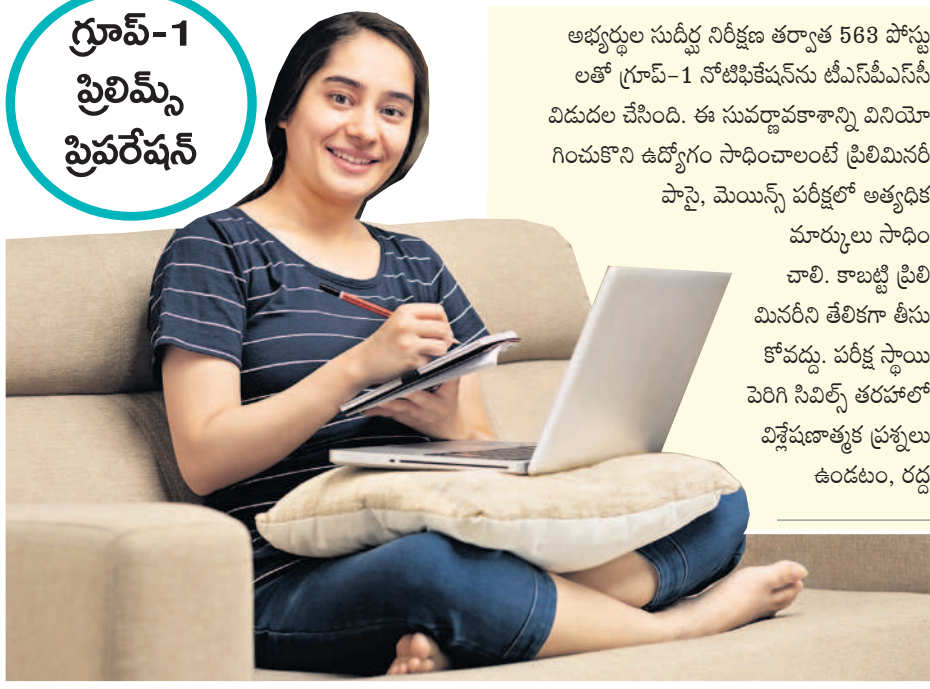 గ్రూప్-1
ప్రిలిమ్స్
ప్రిపరేషన్
అభ్యర్థుల సుదీర్ఘ నిరీక్షణ తర్వాత 563 పోస్టు
లతో గ్రూప్-1 నోటిఫికేషన్‌ను టీఎస్‌పీఎస్‌సీ
విడుదల చేసింది. ఈ సువర్ణావకాశాన్ని వినియో
గించుకొని ఉద్యోగం సాధించాలంటే ప్రిలిమినరీ
పాసై, మెయిన్స్ పరీక్షలో అత్యధిక
మార్కులు సాధిం
చాలి. కాబట్టి ప్రిలి
మినరీని తేలికగా తీసు
కోవద్దు. పరీక్ష స్థాయి
పెరిగి సివిల్స్ తరహాలో
విశ్లేషణాత్మక ప్రశ్నలు
ఉండటం, రద్ద